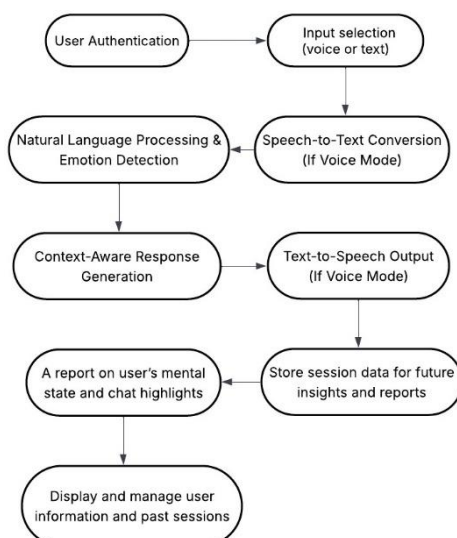 User Authentication
Input selection
(voice or text)
Speech-to-Text Conversion
(If Voice Mode)
Natural Language Processing &
Emotion Detection
Context-Aware Response
Generation
Text-to-Speech Output
(If Voice Mode)
Store session data for future
insights and reports
A report on user's mental
state and chat highlights
Display and manage user
information and past sessions